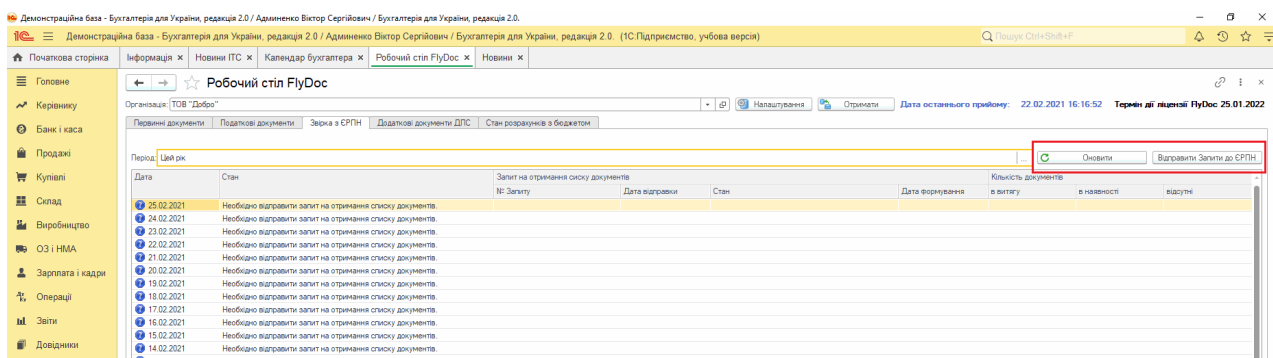 Демонстраційна база - Бухгалтерія для України, редакція 2.0 / Админенко Віктор Сергійович / Бухгалтерія для України, редакція 2.0.
Демонстраційна база - Бухгалтерія для України, редакція 2.0 / Админенко Віктор Сергійович / Бухгалтерія для України, редакція 2.0. (1С:Підприємство, учбова версія) Пошук Ctrl+Shift+F
Початкова сторінка Інформація × Новини ІТС × Календар бухгалтера × Робочий стіл FlyDoc × Новини ×
Головне
Керівнику
Банк і каса
Продажі
Купівлі
Склад
Виробництво
ОЗ і НМА
Зарплата і кадри
Операції
Звіти
Довідники
Робочий стіл FlyDoc
Організація: ТОВ "Добро" Налаштування Отримати Дата останнього прийому: 22.02.2021 16:16:52 Термін дії ліцензії FlyDoc 25.01.2022
Первинні документи Податкові документи Звірка з ЄРПН Додаткові документи ДПС Стан розрахунків з бюджетом
Період: Цей рік ... Оновити Відправити Запити до ЄРПН
Дата Стан Запит на отримання сиску документів Кількість документів
№ Запиту Дата відправки Стан Дата формування в витягу в наявності відсутні
25.02.2021 Необхідно відправити запит на отримання списку документів.
24.02.2021 Необхідно відправити запит на отримання списку документів.
23.02.2021 Необхідно відправити запит на отримання списку документів.
22.02.2021 Необхідно відправити запит на отримання списку документів.
21.02.2021 Необхідно відправити запит на отримання списку документів.
20.02.2021 Необхідно відправити запит на отримання списку документів.
19.02.2021 Необхідно відправити запит на отримання списку документів.
18.02.2021 Необхідно відправити запит на отримання списку документів.
17.02.2021 Необхідно відправити запит на отримання списку документів.
16.02.2021 Необхідно відправити запит на отримання списку документів.
15.02.2021 Необхідно відправити запит на отримання списку документів.
14.02.2021 Необхідно відправити запит на отримання списку документів.